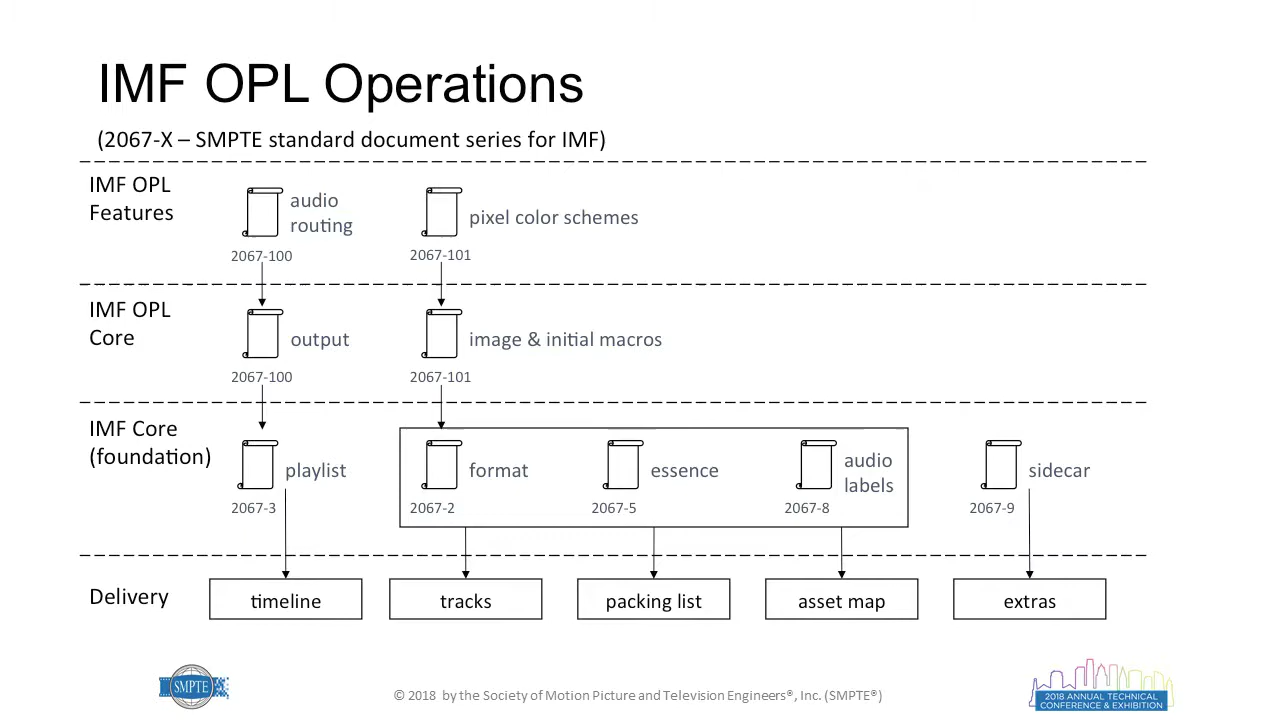 IMF OPL Operations
(2067-X – SMPTE standard document series for IMF)
IMF OPL
Features
audio
routing
pixel color schemes
2067-100
2067-101
IMF OPL
Core
output
image & initial macros
2067-100
2067-101
IMF Core
(foundation)
playlist
format
essence
audio
labels
sidecar
2067-3
2067-2
2067-5
2067-8
2067-9
Delivery
timeline
tracks
packing list
asset map
extras
SMPTE
© 2018 by the Society of Motion Picture and Television Engineers®, Inc. (SMPTE®)
2018 ANNUAL TECHNICAL
CONFERENCE & EXHIBITION